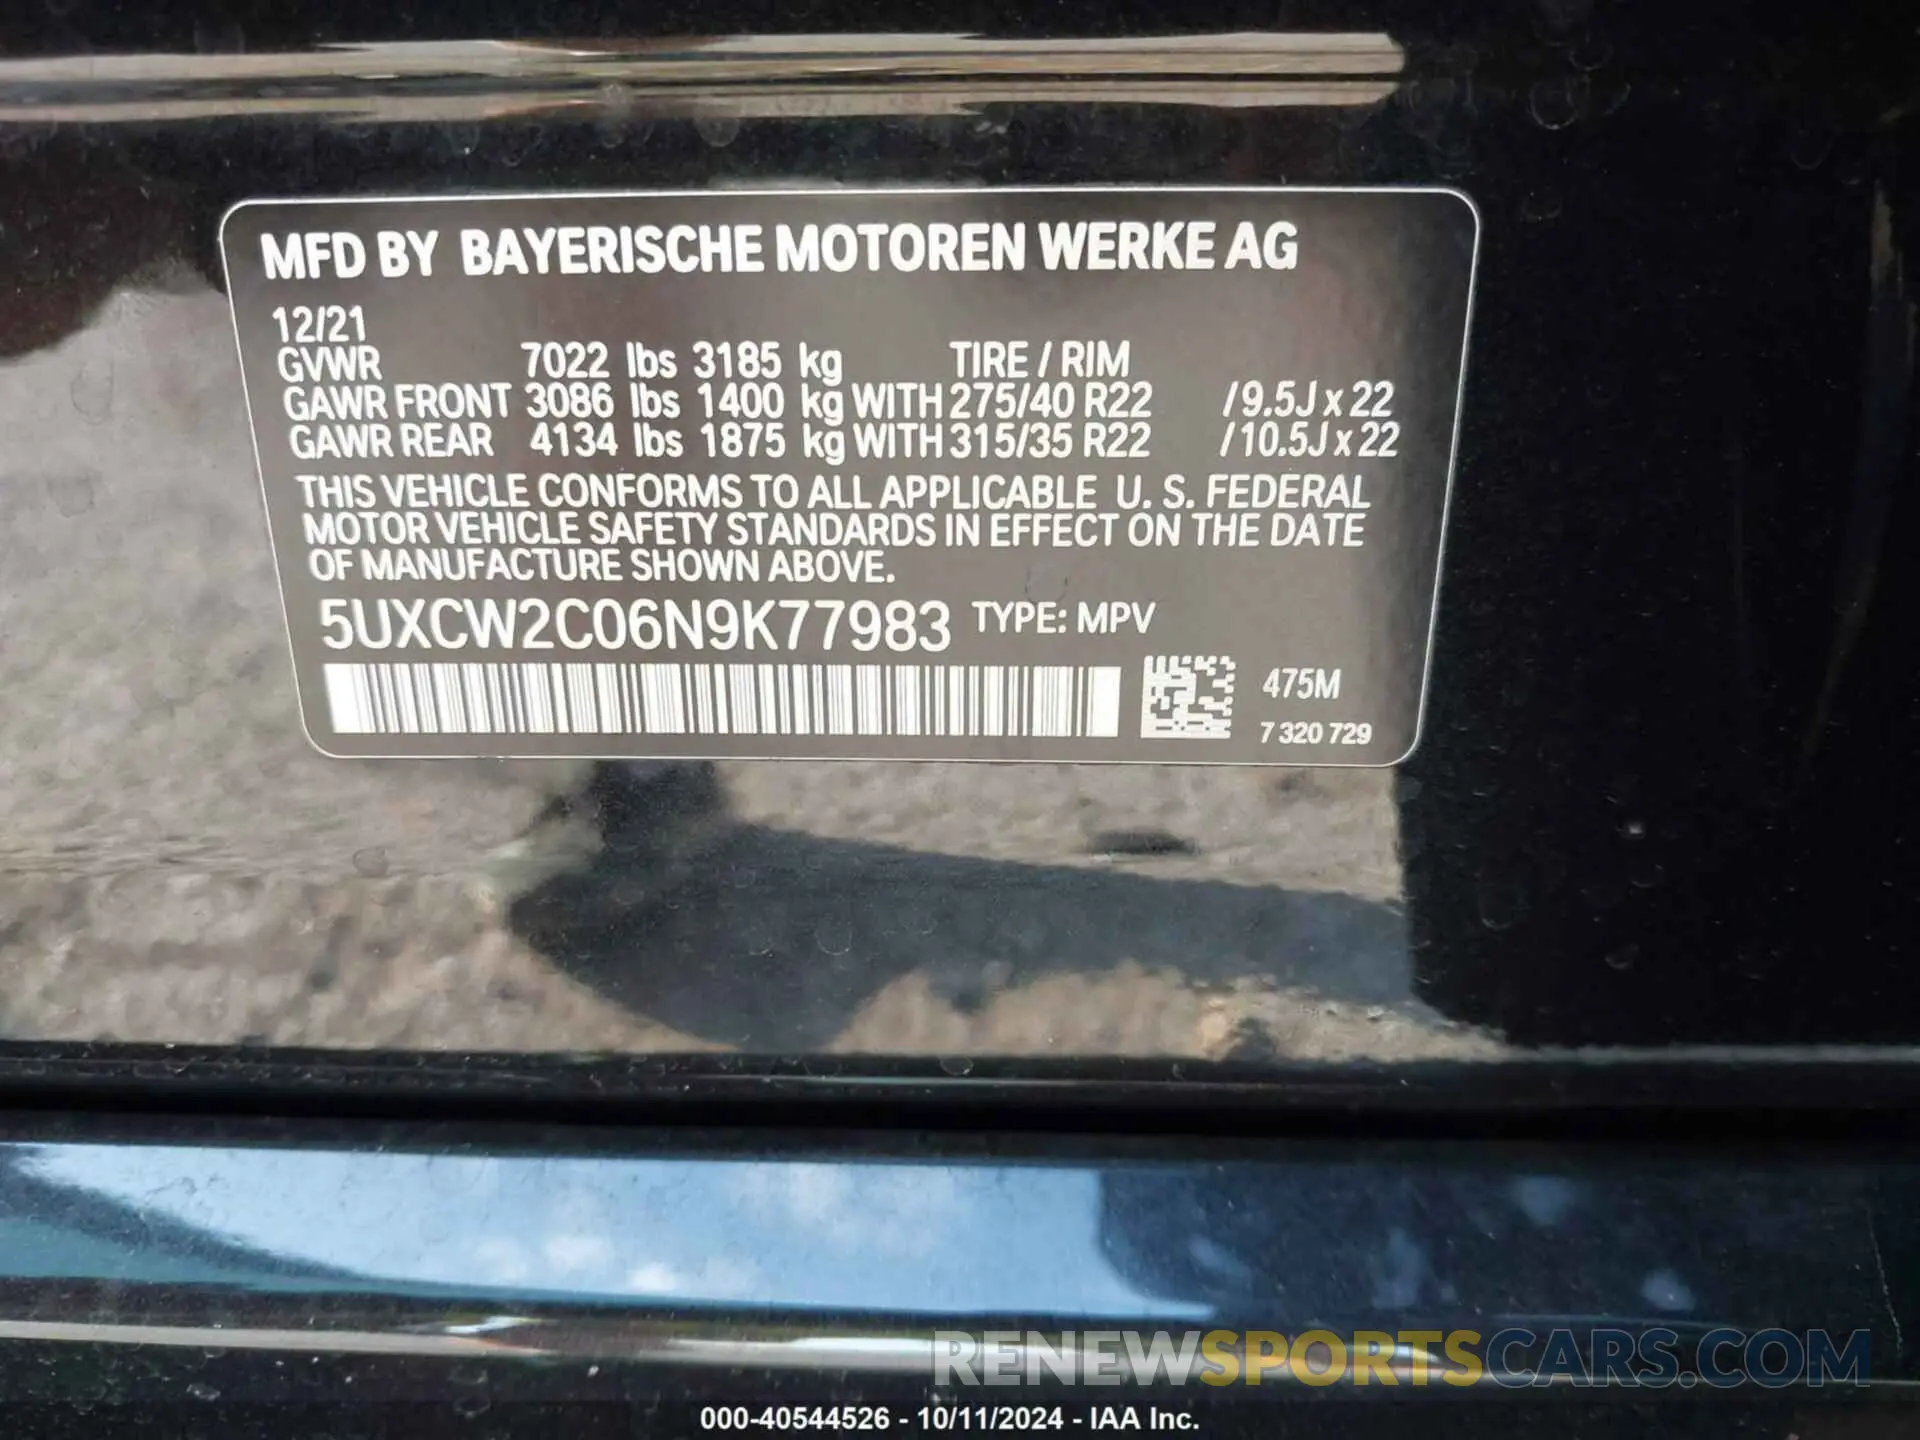 MFD BY BAYERISCHE MOTOREN WERKE AG
12/21
GVWR 7022 lbs 3185 kg TIRE / RIM
GAWR FRONT 3086 lbs 1400 kg WITH 275/40 R22 / 9.5J x 22
GAWR REAR 4134 lbs 1875 kg WITH 315/35 R22 / 10.5J x 22
THIS VEHICLE CONFORMS TO ALL APPLICABLE U. S. FEDERAL
MOTOR VEHICLE SAFETY STANDARDS IN EFFECT ON THE DATE
OF MANUFACTURE SHOWN ABOVE.
5UXCW2C06N9K77983 TYPE: MPV
475M
7 320 729
RENEWSPORTSCARS.COM
000-40544526 - 10/11/2024 - IAA Inc.